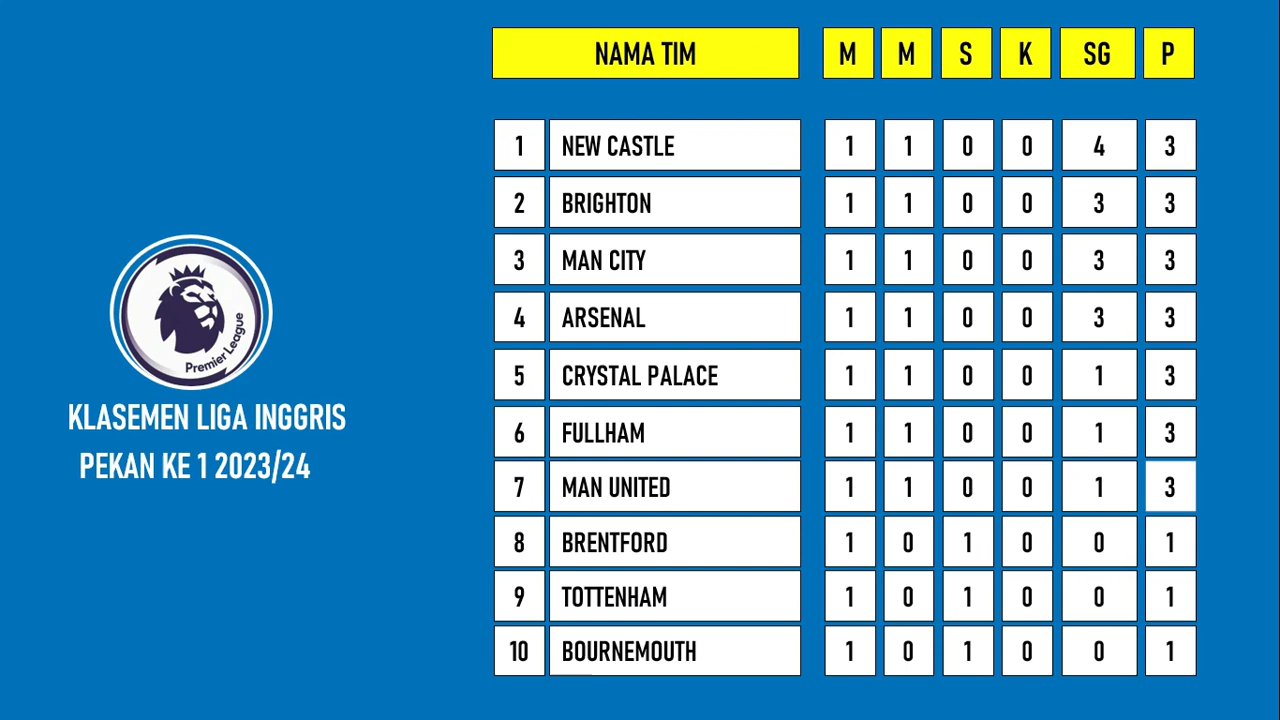 NAMA TIM M M S K SG P
1 NEW CASTLE 1 1 0 0 4 3
2 BRIGHTON 1 1 0 0 3 3
3 MAN CITY 1 1 0 0 3 3
4 ARSENAL 1 1 0 0 3 3
5 CRYSTAL PALACE 1 1 0 0 1 3
6 FULLHAM 1 1 0 0 1 3
7 MAN UNITED 1 1 0 0 1 3
8 BRENTFORD 1 0 1 0 0 1
9 TOTTENHAM 1 0 1 0 0 1
10 BOURNEMOUTH 1 0 1 0 0 1
Premier League
KLASEMEN LIGA INGGRIS
PEKAN KE 1 2023/24